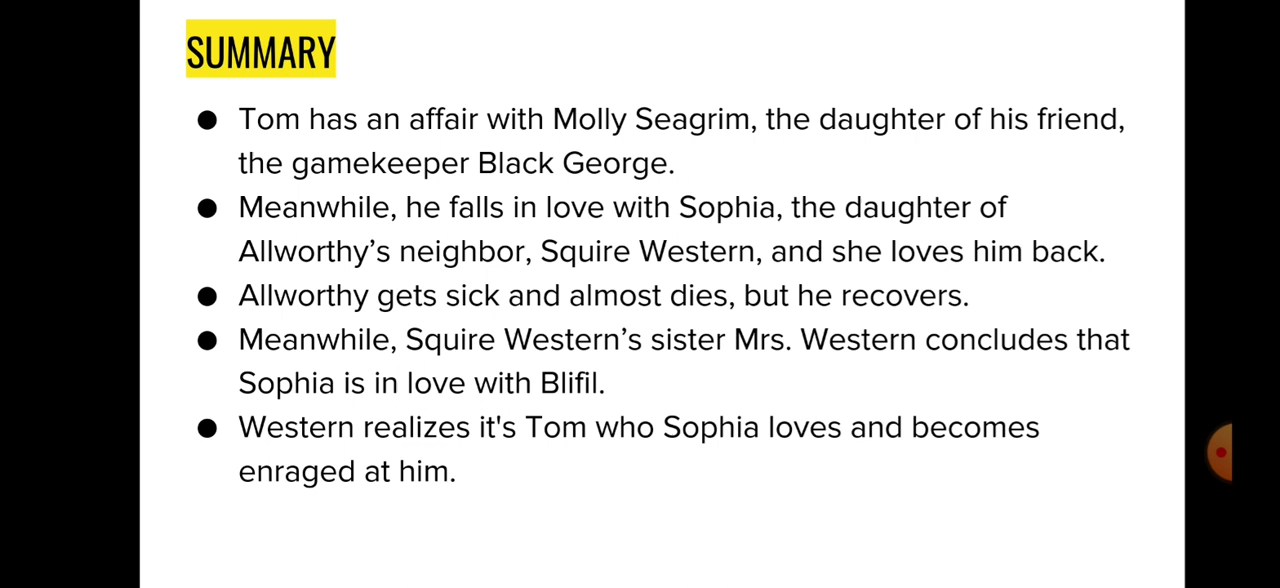 SUMMARY
● Tom has an affair with Molly Seagrim, the daughter of his friend,
the gamekeeper Black George.
● Meanwhile, he falls in love with Sophia, the daughter of
Allworthy’s neighbor, Squire Western, and she loves him back.
● Allworthy gets sick and almost dies, but he recovers.
● Meanwhile, Squire Western’s sister Mrs. Western concludes that
Sophia is in love with Blifil.
● Western realizes it's Tom who Sophia loves and becomes
enraged at him.